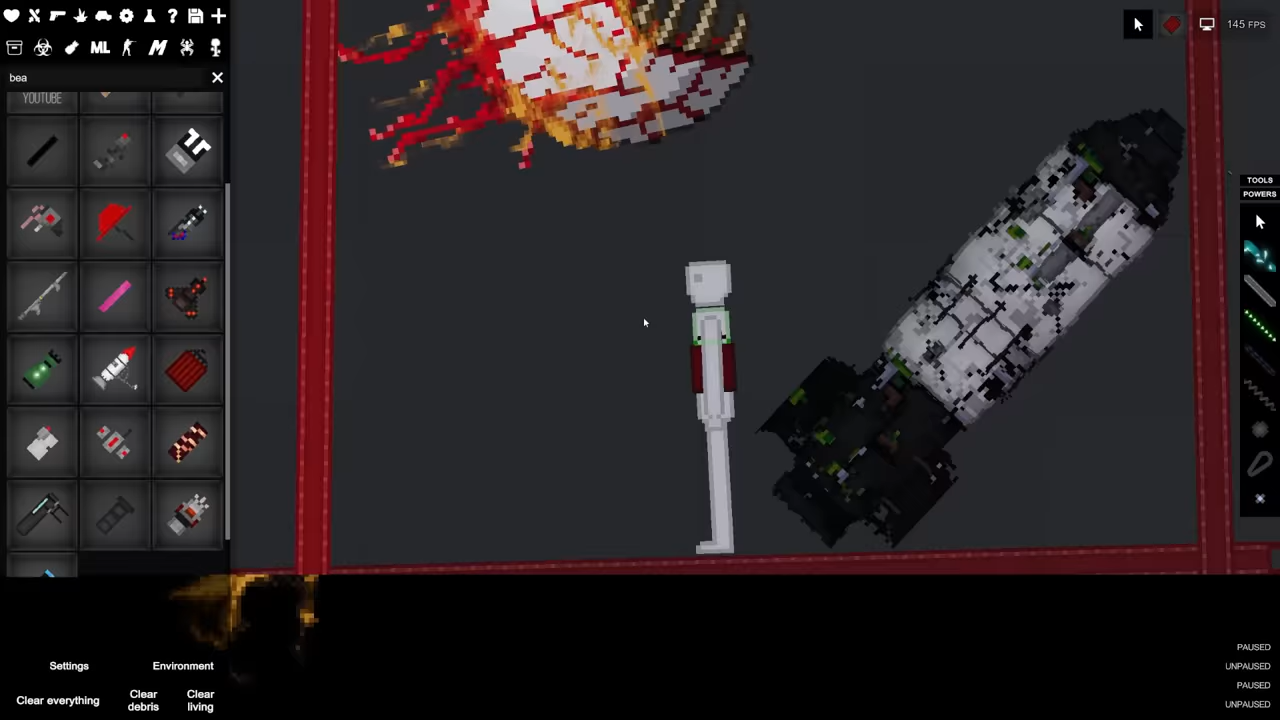 ML
bea
YOUTUBE
145 FPS
TOOLS
POWERS
Settings
Environment
Clear everything
Clear
debris
Clear
living
PAUSED
UNPAUSED
PAUSED
UNPAUSED